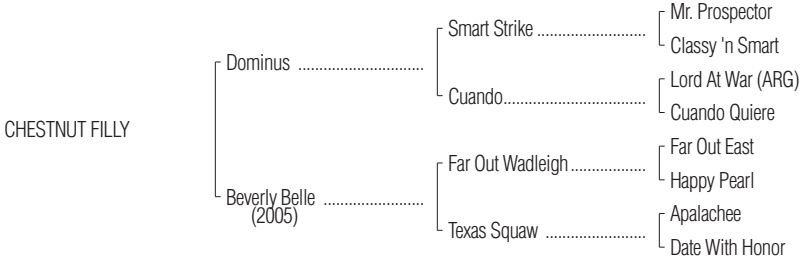 Mr. Prospector
Smart Strike ..........................
Classy 'n Smart
Dominus ..............................
Lord At War (ARG)
Cuando...................................
Cuando Quiere
CHESTNUT FILLY
Far Out East
Far Out Wadleigh..................
Happy Pearl
Beverly Belle ........................
(2005)
Apalachee
Texas Squaw ........................
Date With Honor